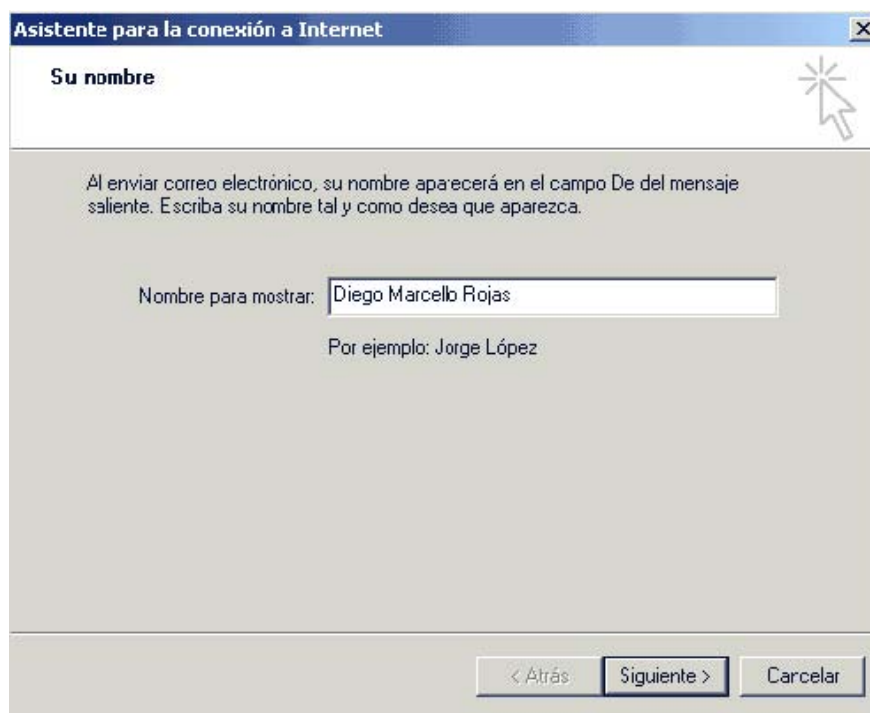 Asistente para la conexión a Internet
Su nombre
Al enviar correo electrónico, su nombre aparecerá en el campo De del mensaje
saliente. Escriba su nombre tal y como desea que aparezca.
Nombre para mostrar: Diego Marcello Rojas
Por ejemplo: Jorge López
< Atrás Siguiente > Carcelar